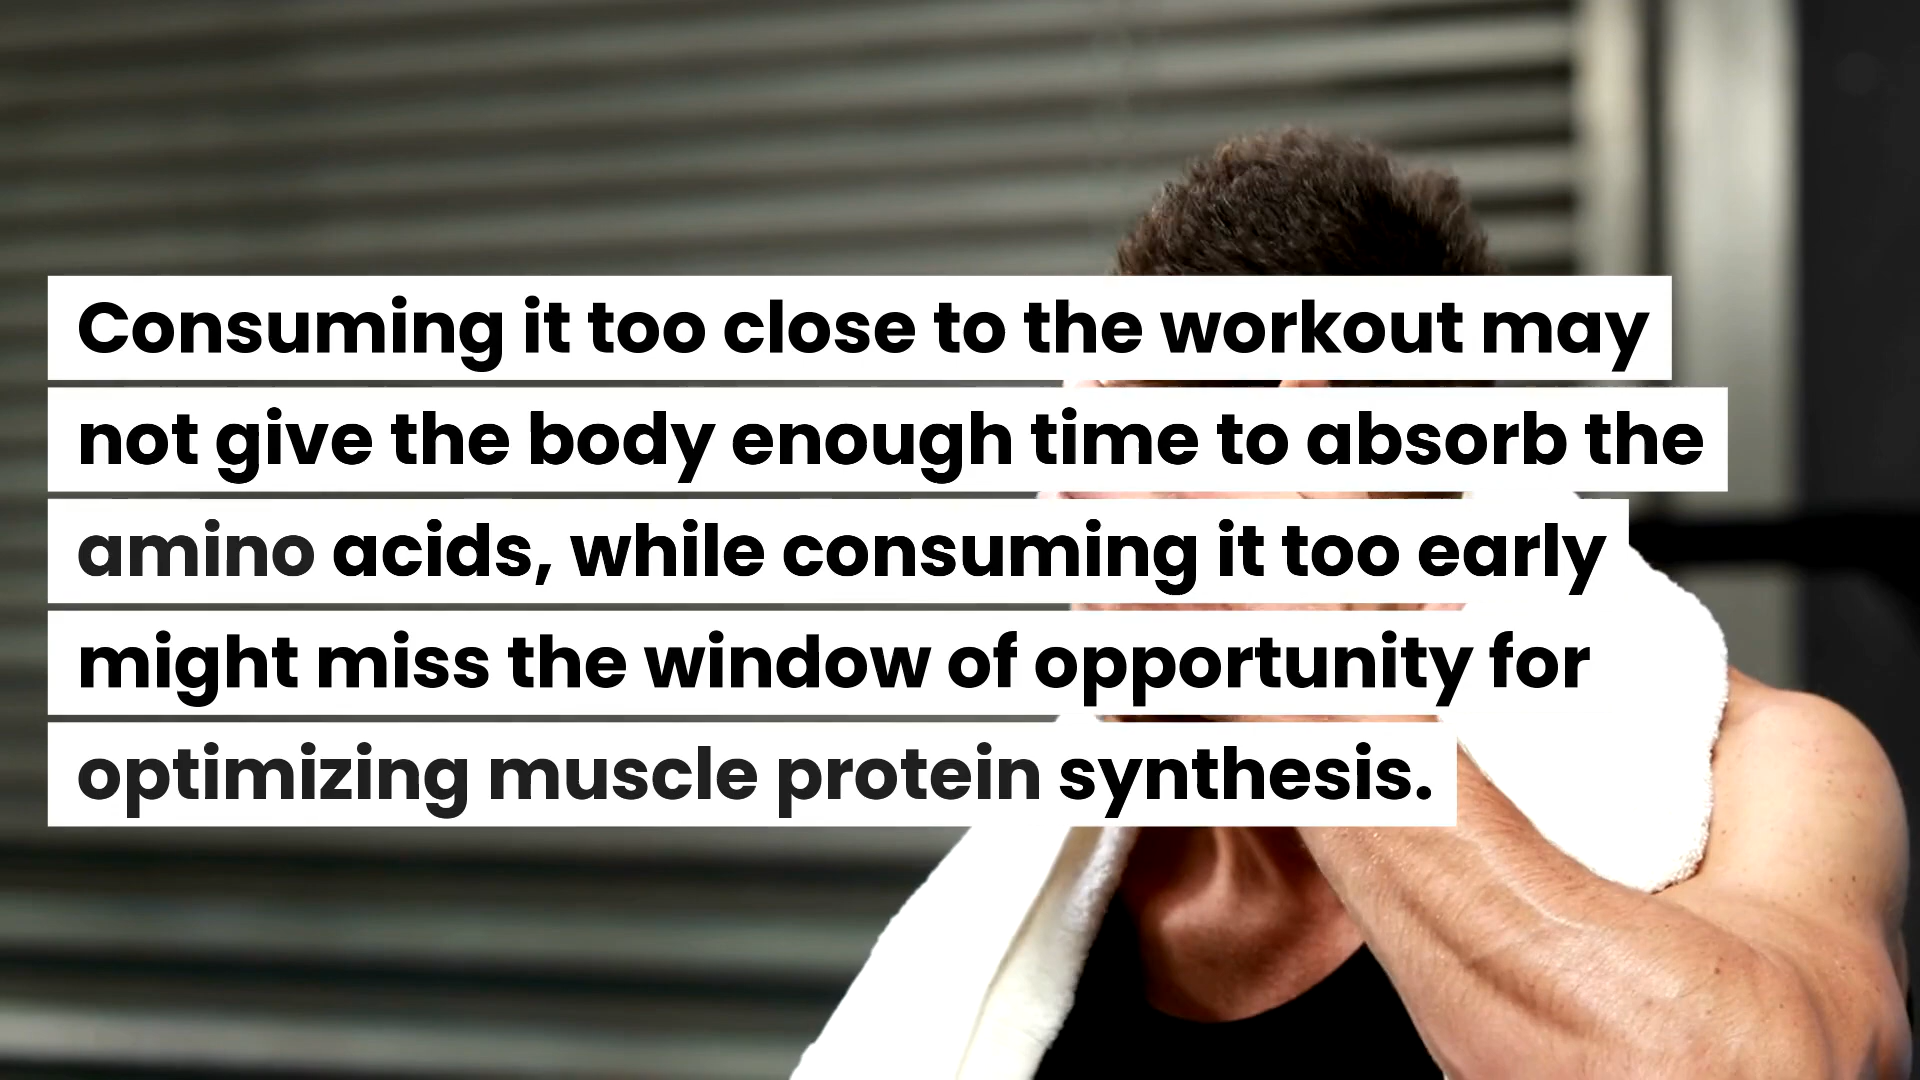 Consuming it too close to the workout may
not give the body enough time to absorb the
amino acids, while consuming it too early
might miss the window of opportunity for
optimizing muscle protein synthesis.